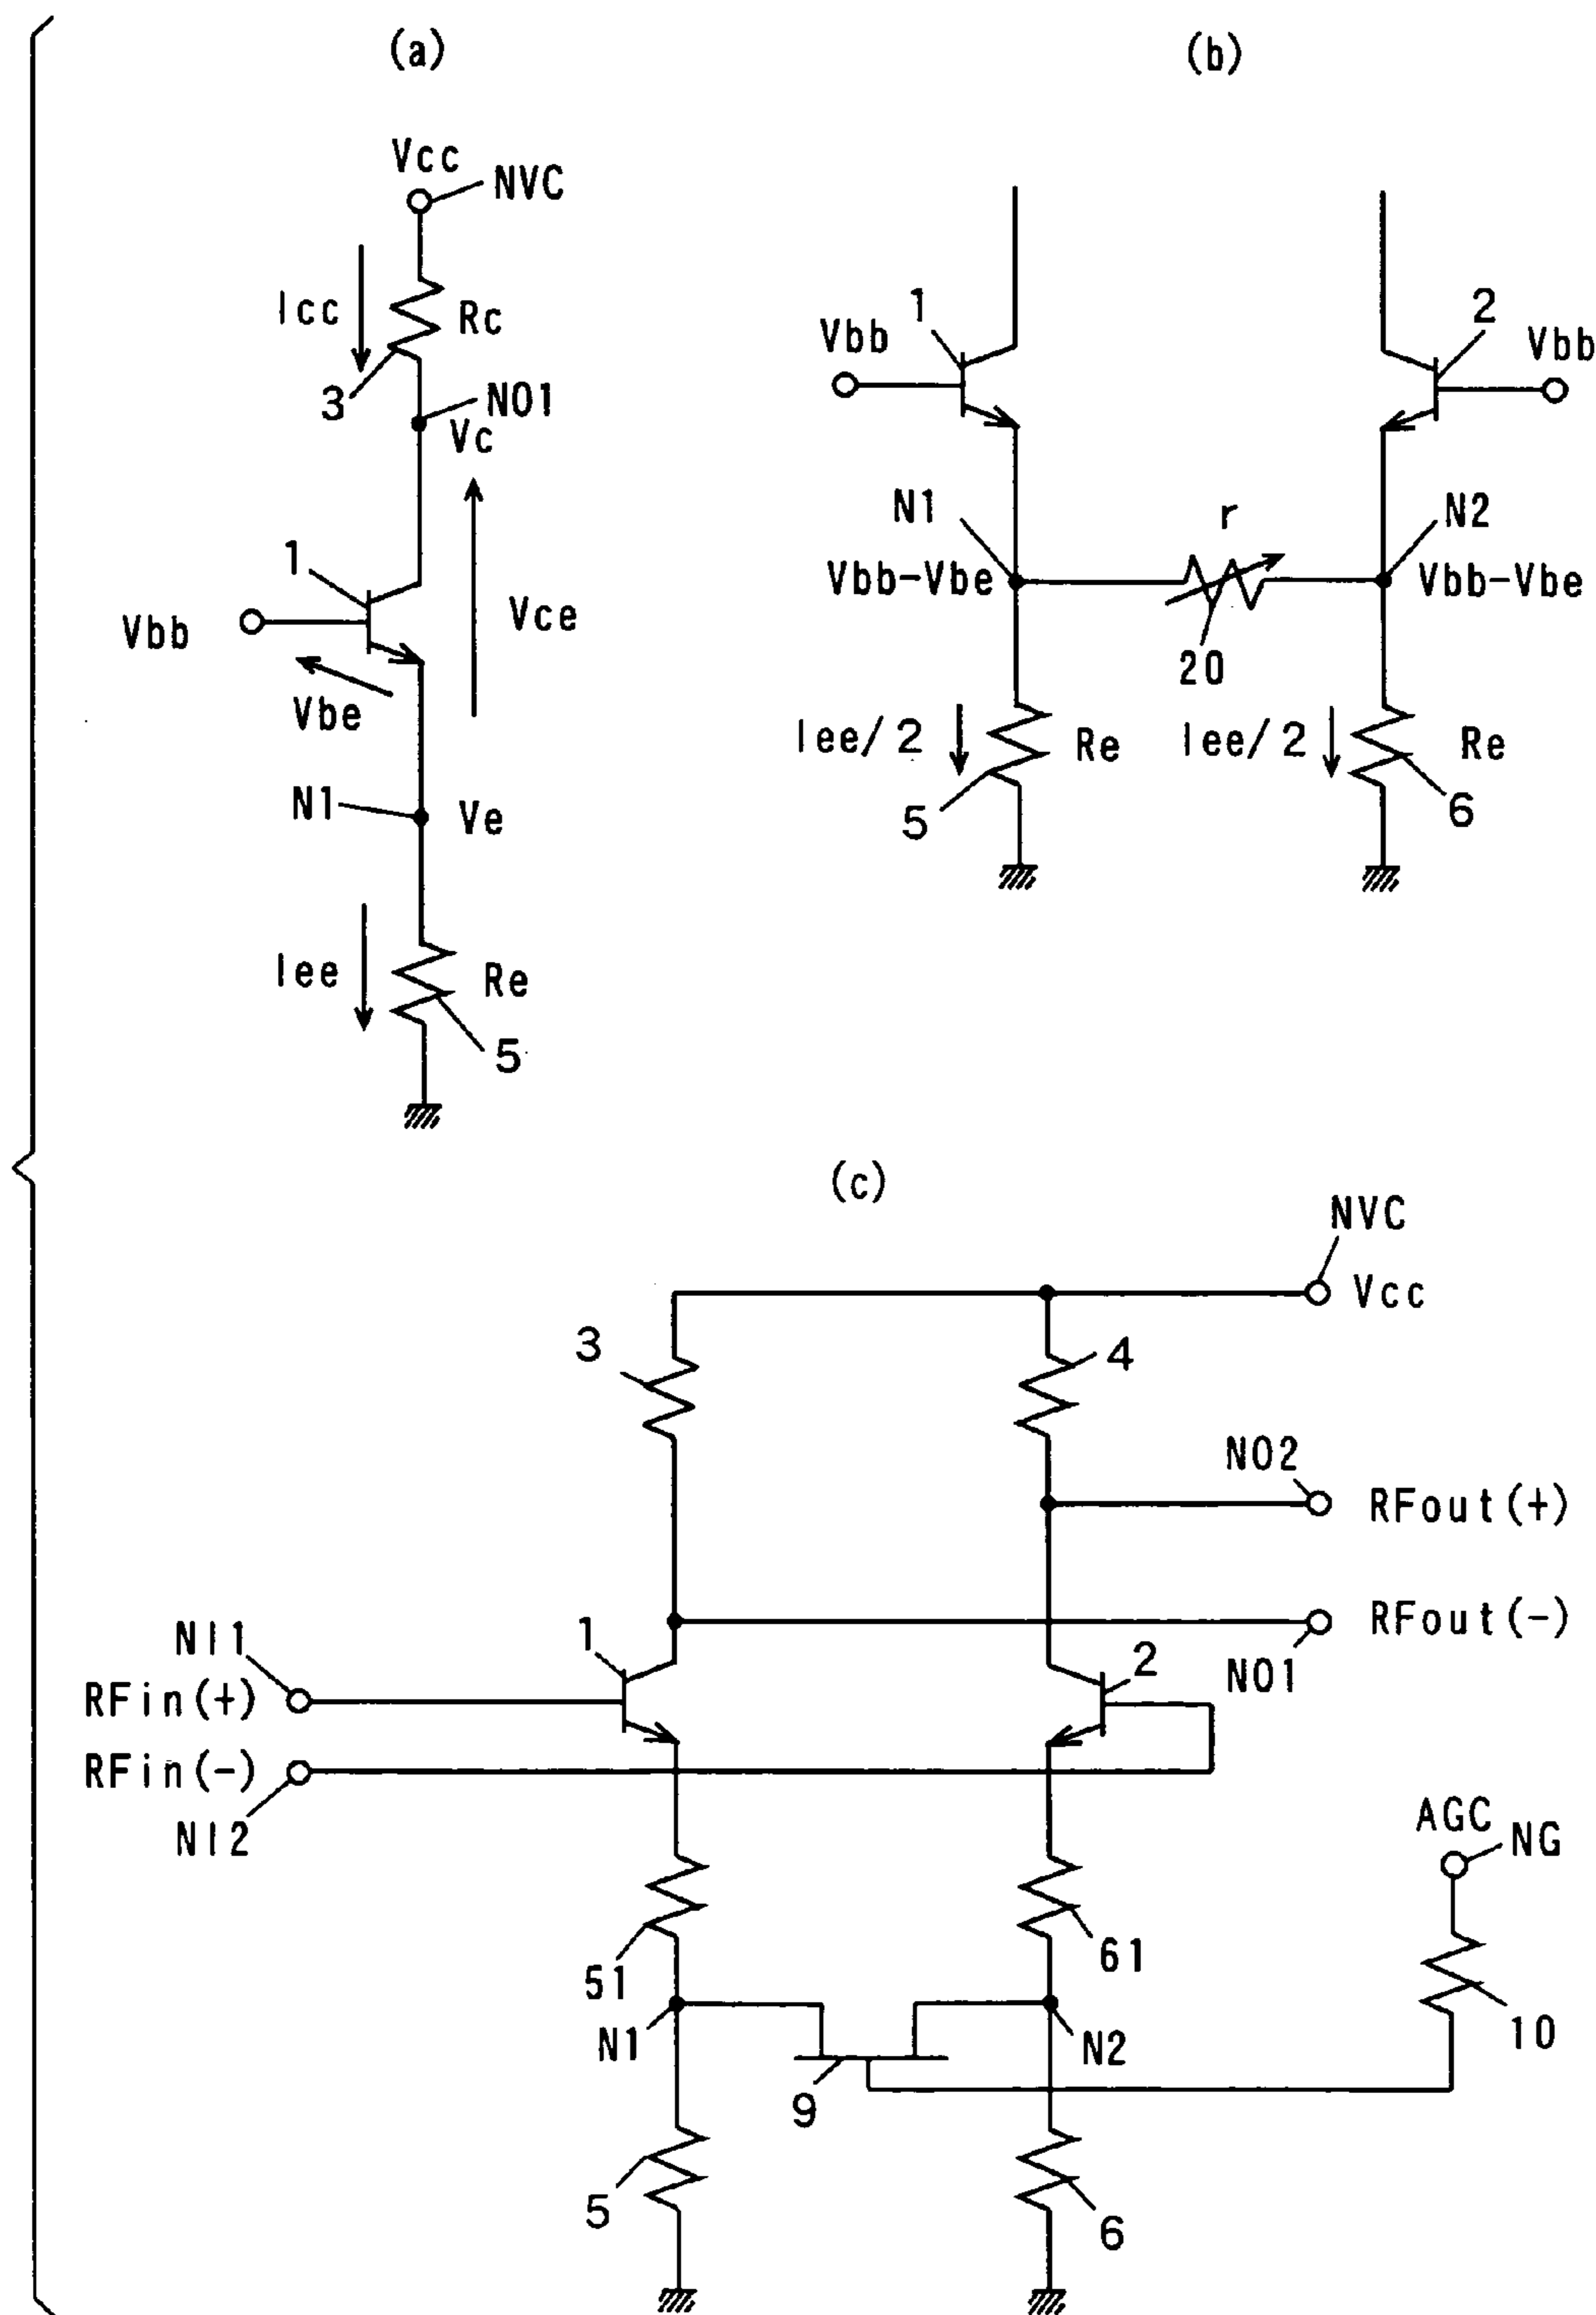 (a)
Vcc
NVC
Icc
Rc
3
NO1
Vc
1
Vbb
Vbe
Vce
N1
Ve
Iee
Re
5
(b)
1
Vbb
2
Vbb
N1
Vbb-Vbe
r
20
N2
Vbb-Vbe
Iee/2
Re
5
Iee/2
Re
6
(c)
NVC
Vcc
3
4
NO2
RFout(+)
RFout(-)
NO1
NI1
RFin(+)
1
2
RFin(-)
NI2
AGC
NG
51
61
10
N1
9
N2
5
6